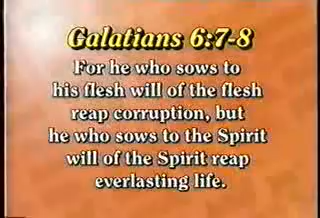 Galatians 6:7-8
For he who sows to
his flesh will of the flesh
reap corruption, but
he who sows to the Spirit
will of the Spirit reap
everlasting life.